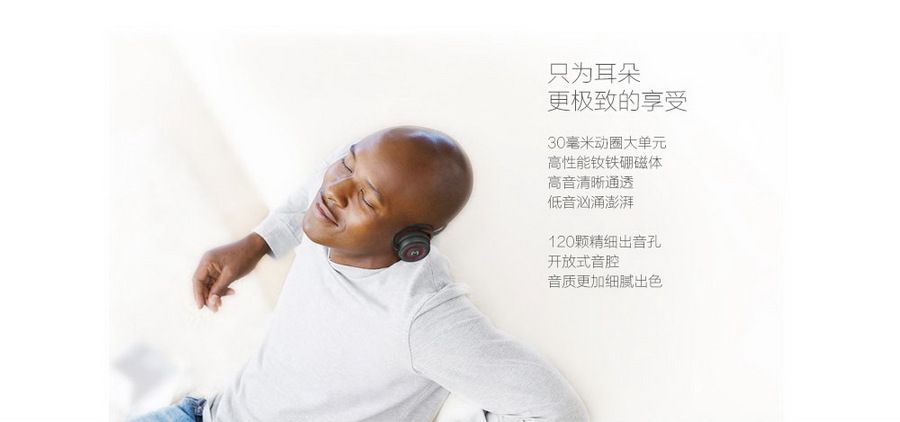 只为耳朵
更极致的享受
30毫米动圈大单元
高性能钕铁硼磁体
高音清晰通透
低音汹涌澎湃
120颗精细出音孔
开放式音腔
音质更加细腻出色